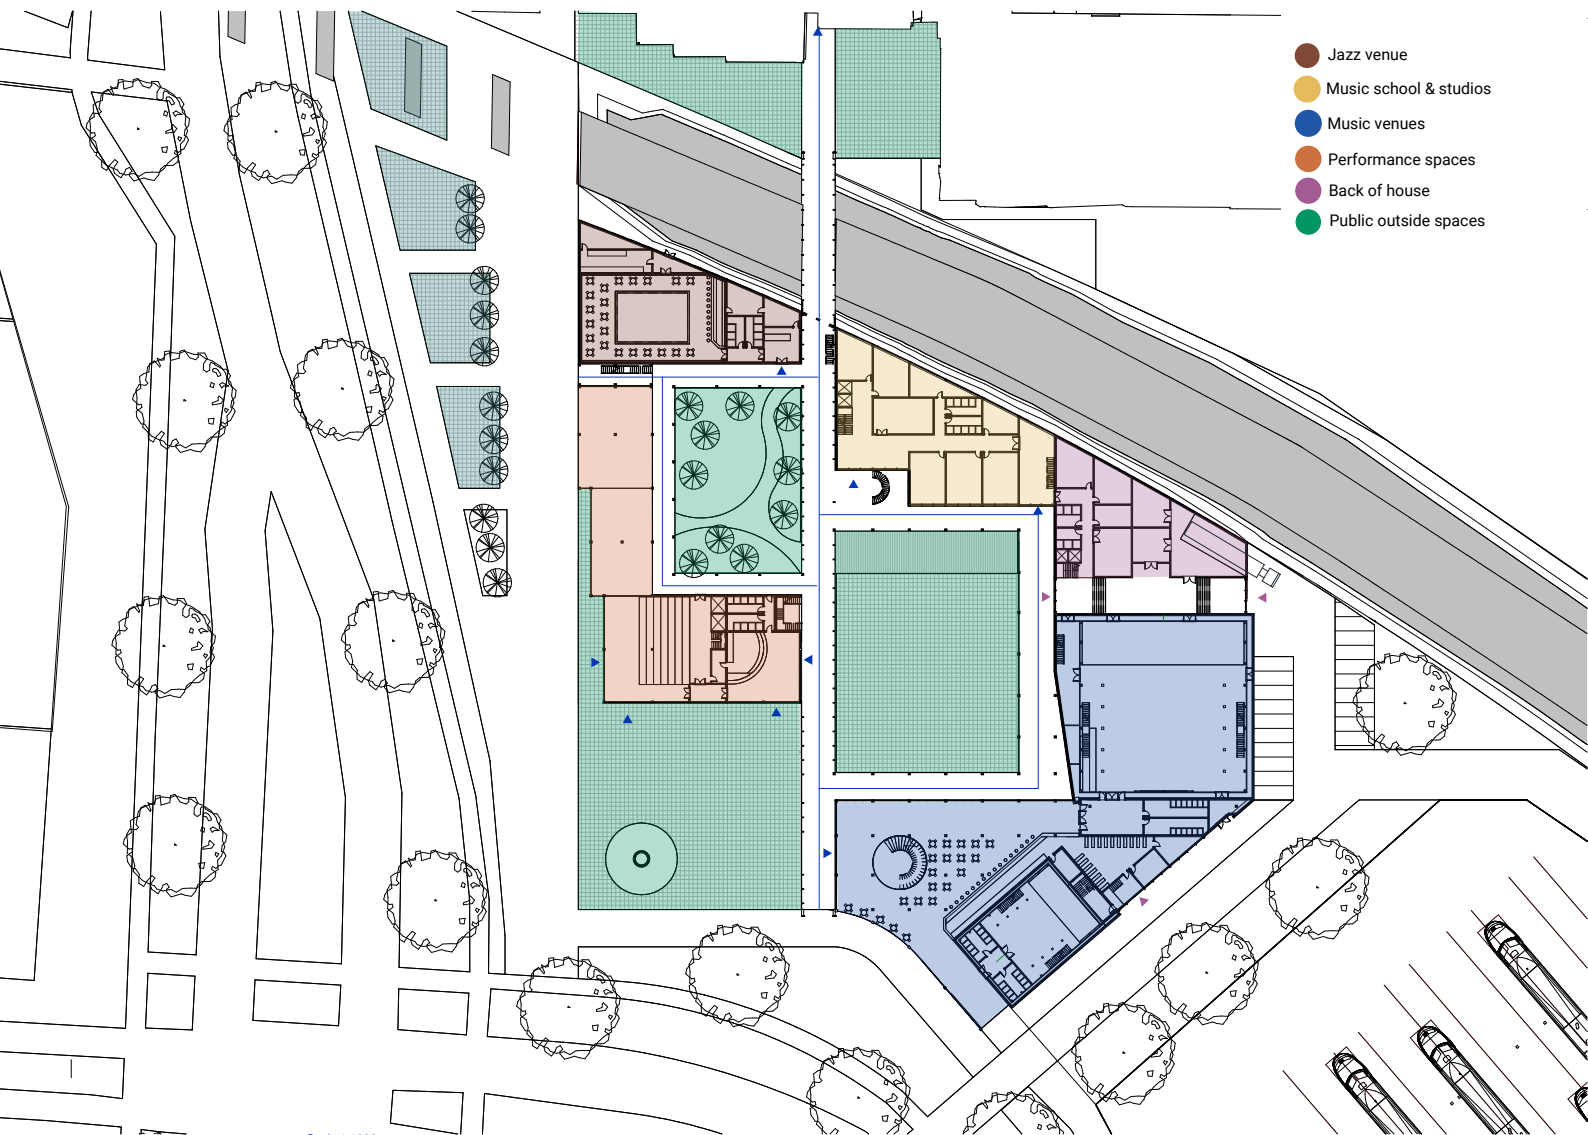 Jazz venue
Music school & studios
Music venues
Performance spaces
Back of house
Public outside spaces